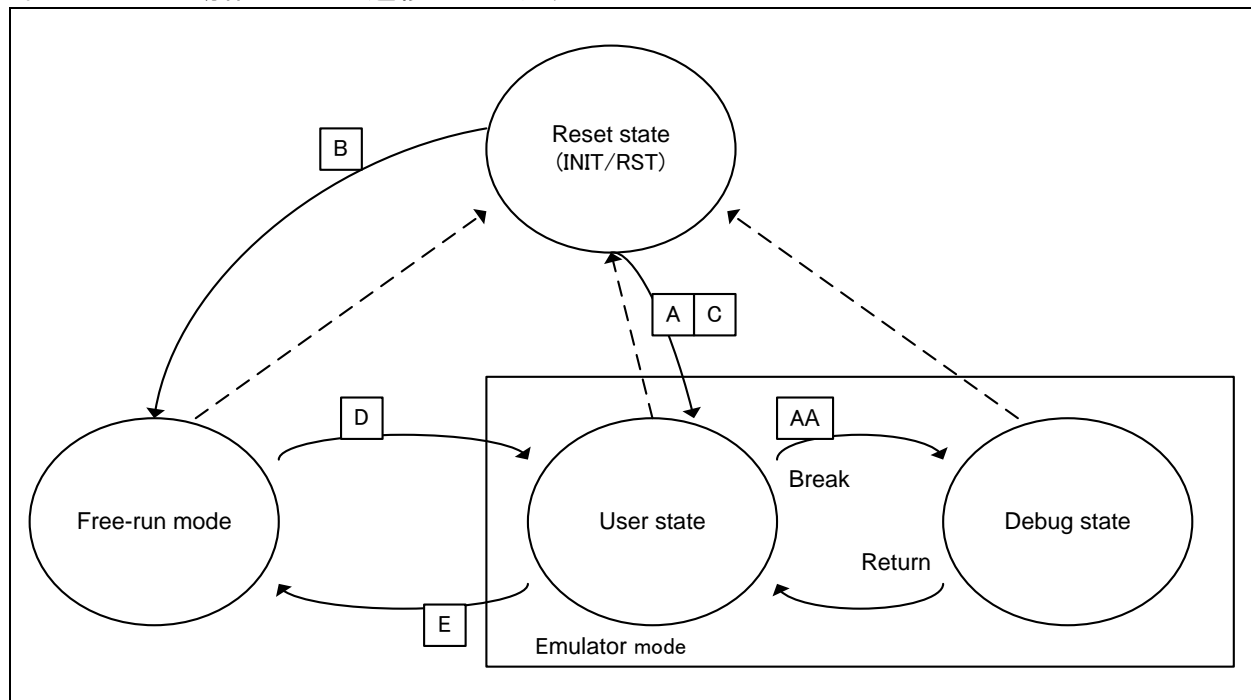 Reset state
(INIT/RST)
B
A C
D
AA
Break
Free-run mode
User state
Debug state
Return
E
Emulator mode